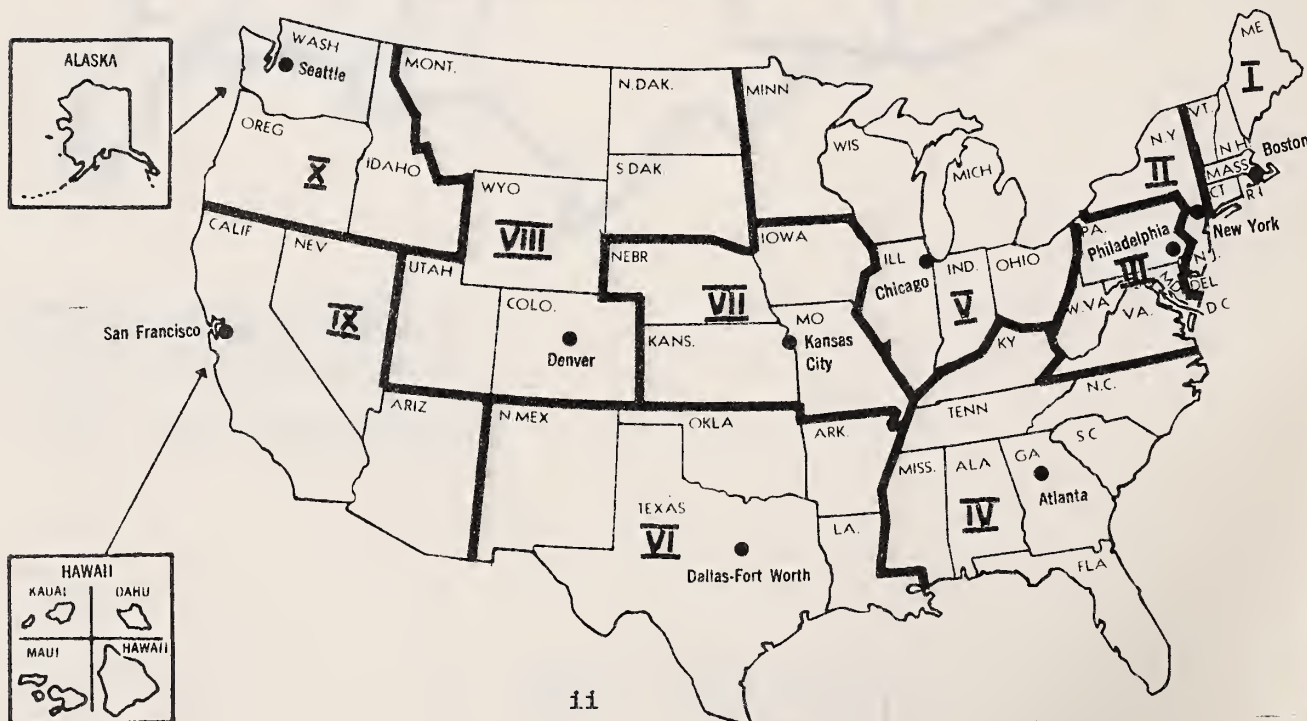 ALASKA
WASH
Seattle
OREG
X
IDAHO
MONT.
N.DAK.
S DAK
MINN
WIS
MICH
WYO
VIII
NEBR
IOWA
VII
CALIF
NEV
IX
UTAH
COLO.
Denver
KANS.
MO
Kansas
City
San Francisco
ARIZ
N.MEX
OKLA
ARK.
TEXAS
VI
Dallas-Fort Worth
LA.
ILL
Chicago
IND.
V
OHIO
KY
TENN
MISS.
ALA
IV
GA
Atlanta
FLA
S C
N.C.
W.VA
VA.
PA.
Philadelphia
III
DEL
D C
N.J.
New York
N.Y
II
VT.
N H
ME
I
Boston
MASS
CT
R I
HAWAII
KAUAI
OAHU
MAUI
HAWAII
ii